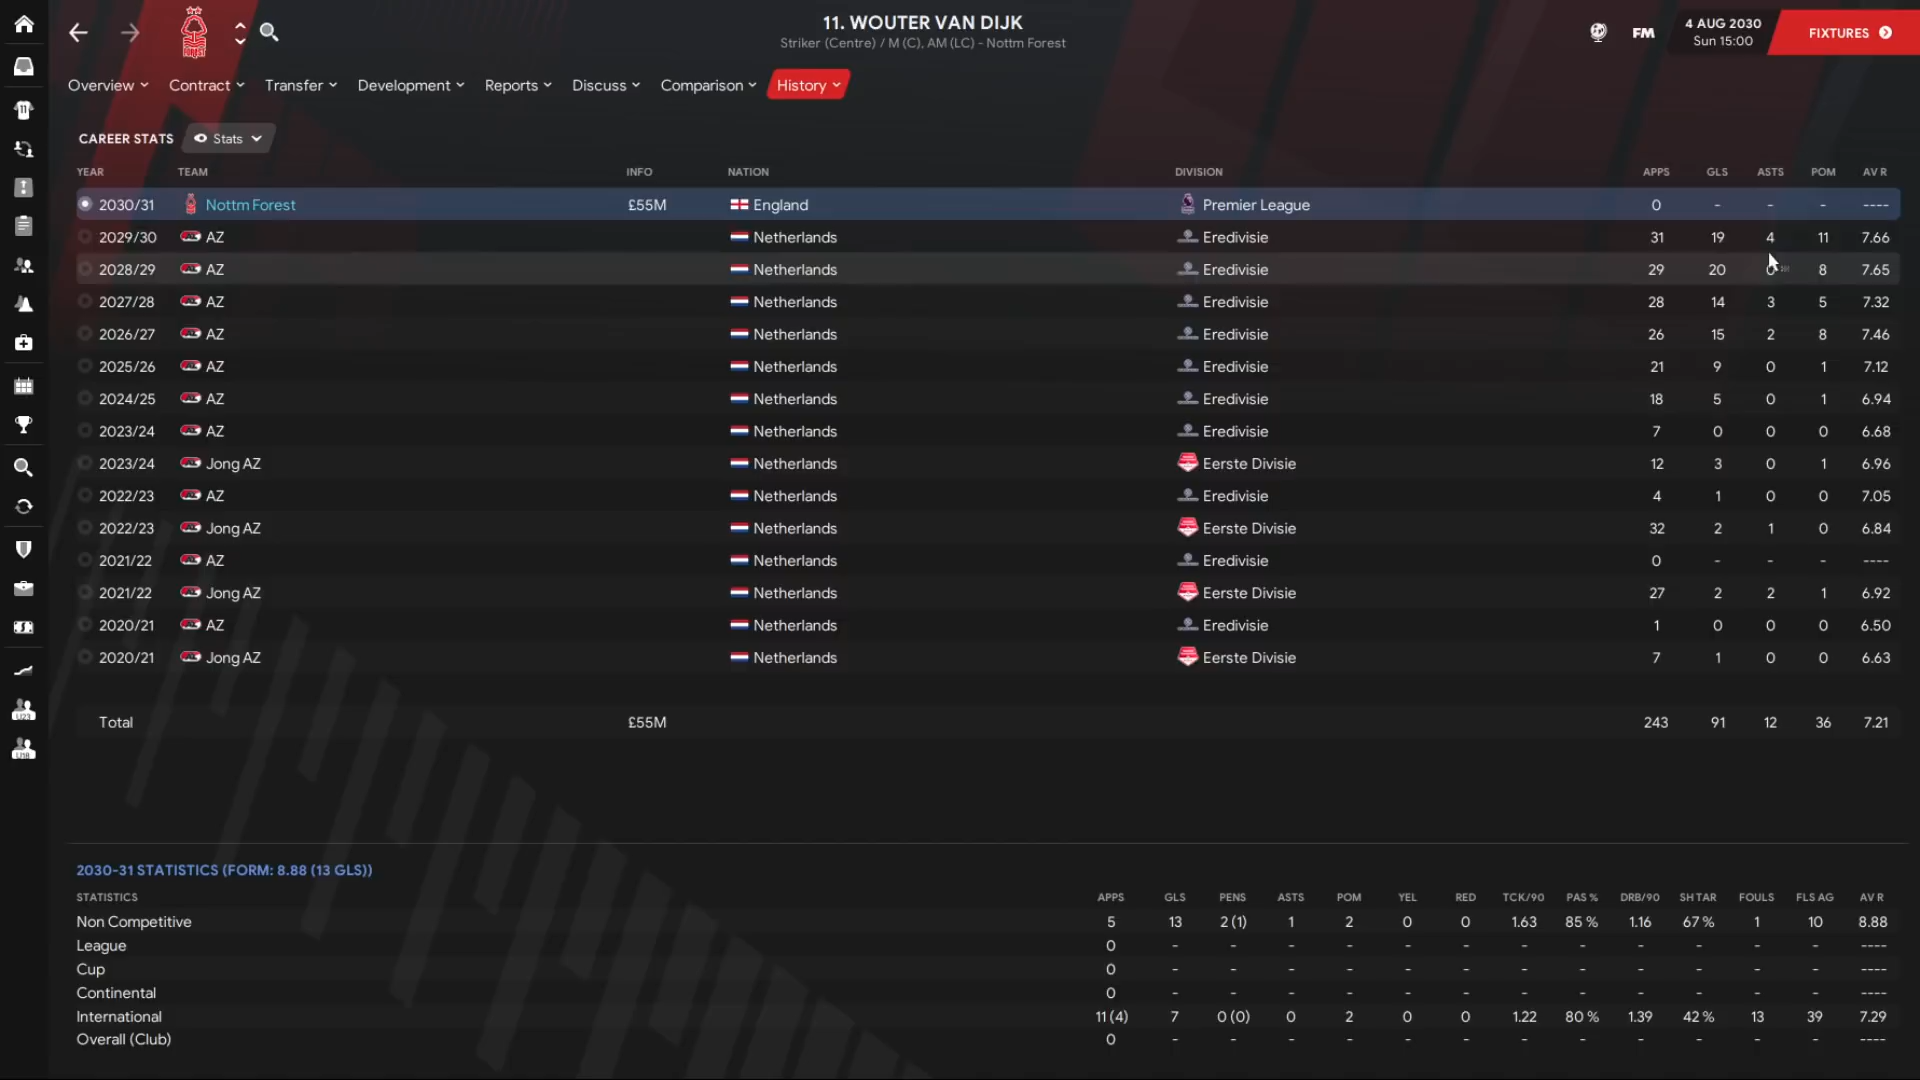 11. WOUTER VAN DIJK
Striker (Centre) / M (C), AM (LC) - Nottm Forest
FM
4 AUG 2030
Sun 15:00
FIXTURES
Overview Contract Transfer Development Reports Discuss Comparison History
CAREER STATS Stats
YEAR TEAM INFO NATION DIVISION APPS GLS ASTS POM AV R
2030/31 Nottm Forest £55M England Premier League 0 - - - ----
2029/30 AZ Netherlands Eredivisie 31 19 4 11 7.66
2028/29 AZ Netherlands Eredivisie 29 20 0 8 7.65
2027/28 AZ Netherlands Eredivisie 28 14 3 5 7.32
2026/27 AZ Netherlands Eredivisie 26 15 2 8 7.46
2025/26 AZ Netherlands Eredivisie 21 9 0 1 7.12
2024/25 AZ Netherlands Eredivisie 18 5 0 1 6.94
2023/24 AZ Netherlands Eredivisie 7 0 0 0 6.68
2023/24 Jong AZ Netherlands Eerste Divisie 12 3 0 1 6.96
2022/23 AZ Netherlands Eredivisie 4 1 0 0 7.05
2022/23 Jong AZ Netherlands Eerste Divisie 32 2 1 0 6.84
2021/22 AZ Netherlands Eredivisie 0 - - - ----
2021/22 Jong AZ Netherlands Eerste Divisie 27 2 2 1 6.92
2020/21 AZ Netherlands Eredivisie 1 0 0 0 6.50
2020/21 Jong AZ Netherlands Eerste Divisie 7 1 0 0 6.63
Total £55M 243 91 12 36 7.21
2030-31 STATISTICS (FORM: 8.88 (13 GLS))
STATISTICS APPS GLS PENS ASTS POM YEL RED TCK/90 PAS % DRB/90 SH TAR FOULS FLS AG AV R
Non Competitive 5 13 2 (1) 1 2 0 0 1.63 85 % 1.16 67 % 1 10 8.88
League 0 - - - - - - - - - - - - ----
Cup 0 - - - - - - - - - - - - ----
Continental 0 - - - - - - - - - - - - ----
International 11 (4) 7 0 (0) 0 2 0 0 1.22 80 % 1.39 42 % 13 39 7.29
Overall (Club) 0 - - - - - - - - - - - - ----
11
U23
U18
FOREST